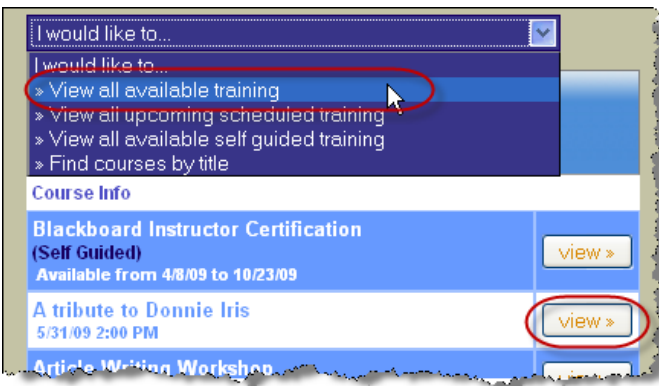 I would like to...
I would like to...
» View all available training
» View all upcoming scheduled training
» View all available self guided training
» Find courses by title
Course Info
Blackboard Instructor Certification
(Self Guided)
Available from 4/8/09 to 10/23/09
view »
A tribute to Donnie Iris
5/31/09 2:00 PM
view »
Article Writing Workshop
view »